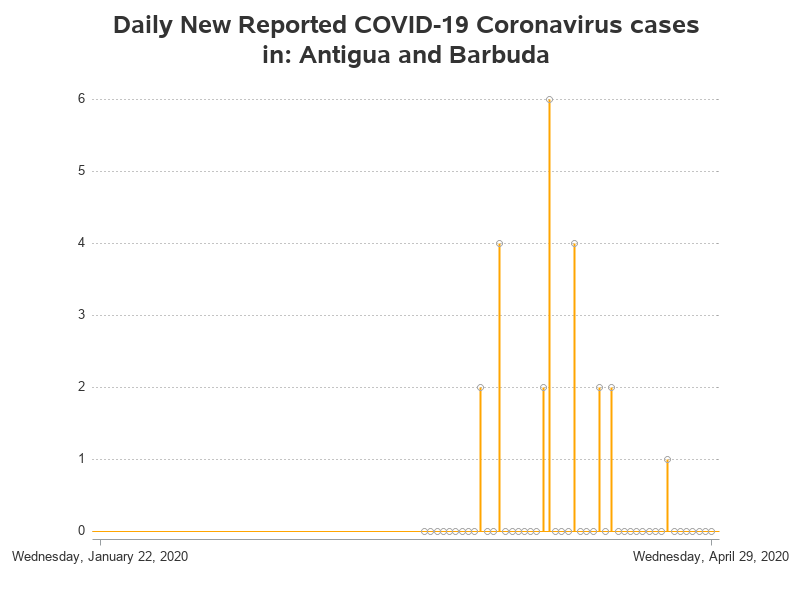 Daily New Reported COVID-19 Coronavirus cases
in: Antigua and Barbuda
6
5
4
3
2
1
0
Wednesday, January 22, 2020 Wednesday, April 29, 2020